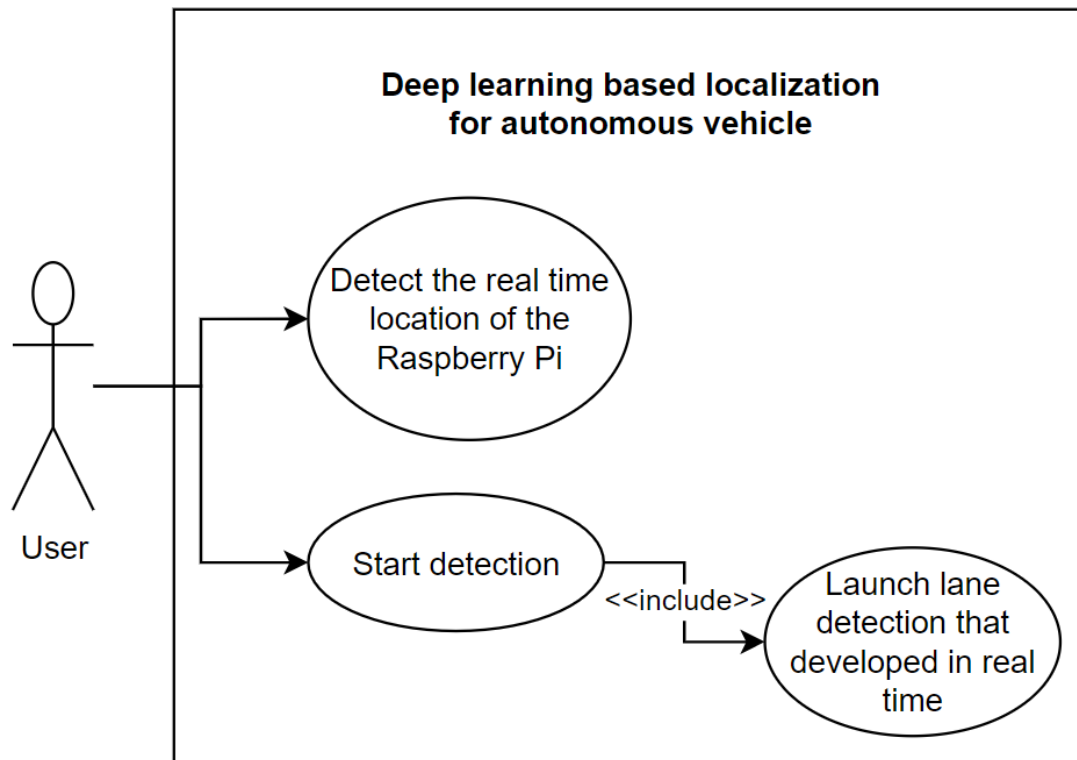 Deep learning based localization
for autonomous vehicle
Detect the real time
location of the
Raspberry Pi
User
Start detection
<<include>>
Launch lane
detection that
developed in real
time